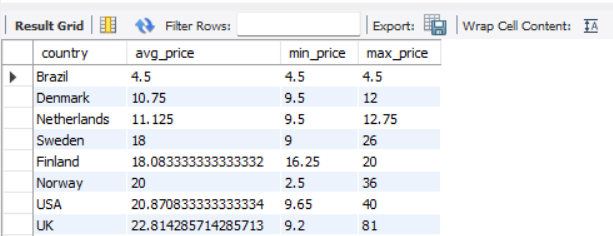 Result Grid Filter Rows: Export: Wrap Cell Content: IA
country avg_price min_price max_price
Brazil 4.5 4.5 4.5
Denmark 10.75 9.5 12
Netherlands 11.125 9.5 12.75
Sweden 18 9 26
Finland 18.083333333333332 16.25 20
Norway 20 2.5 36
USA 20.870833333333334 9.65 40
UK 22.814285714285713 9.2 81